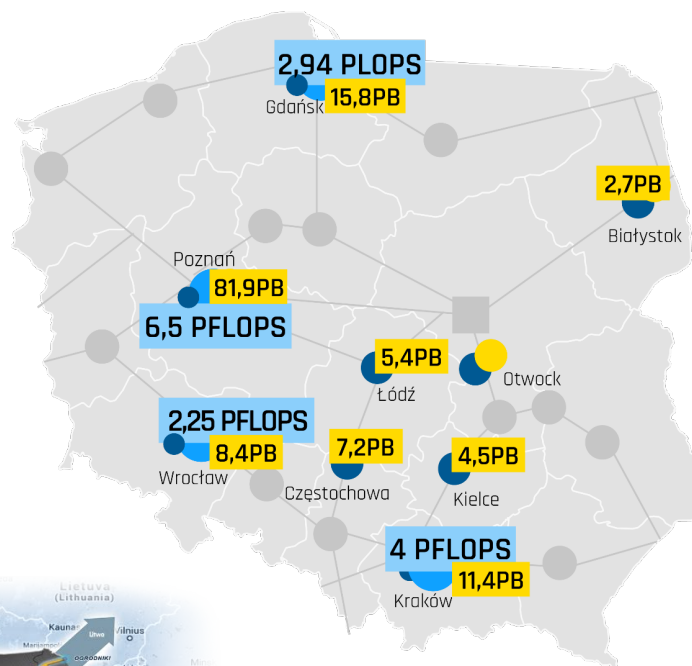 2,94 PLOPS
Gdańsk
15,8PB
2,7PB
Białystok
Poznań
81,9PB
6,5 PFLOPS
5,4PB
Łódź
Otwock
2,25 PFLOPS
8,4PB
Wrocław
7,2PB
Częstochowa
4,5PB
Kielce
4 PFLOPS
11,4PB
Kraków
Lietuva
(Lithuania)
Kaunas
Vilnius
Litwa
OGRODNIKI